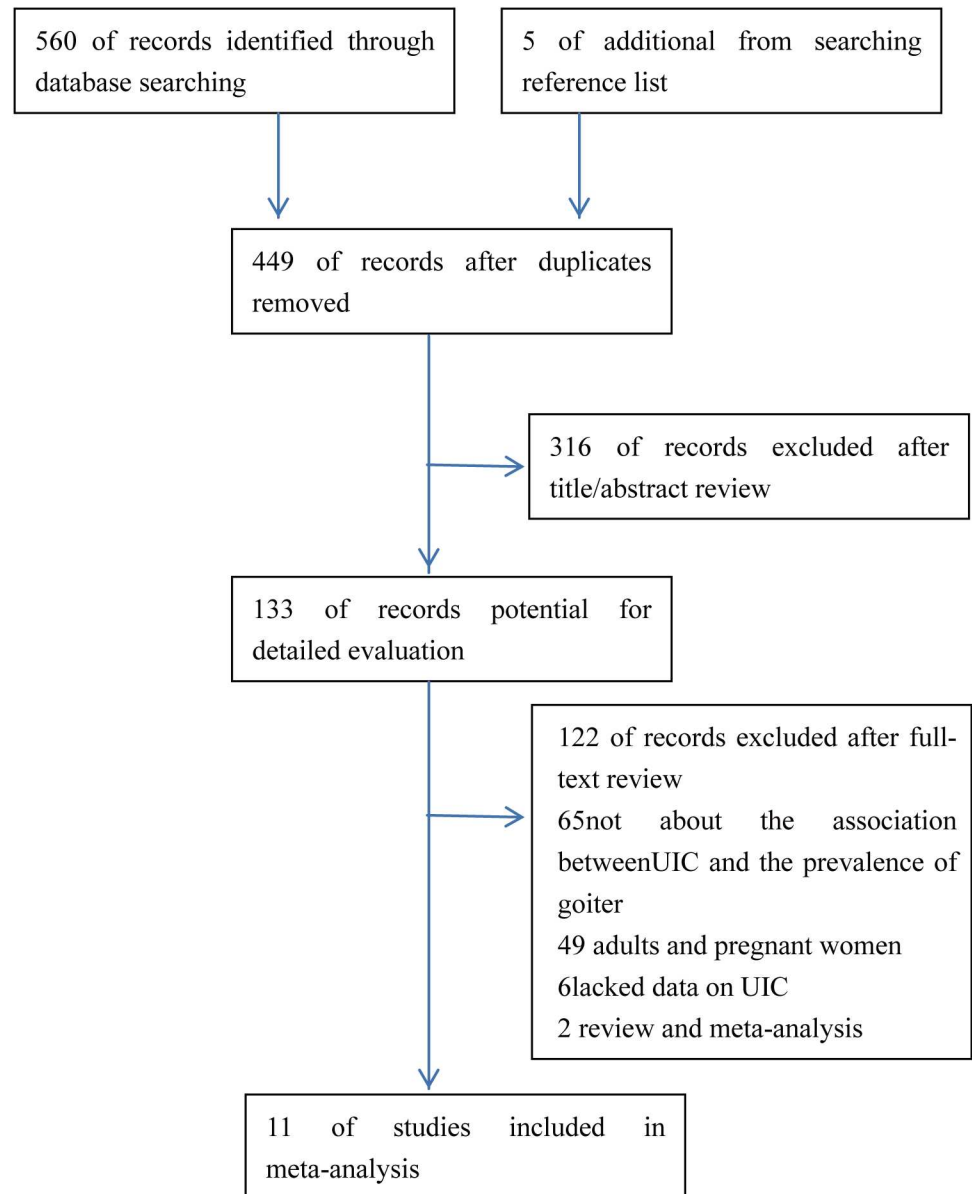 560 of records identified through
database searching
5 of additional from searching
reference list
449 of records after duplicates
removed
316 of records excluded after
title/abstract review
133 of records potential for
detailed evaluation
122 of records excluded after full-
text review
65not about the association
betweenUIC and the prevalence of
goiter
49 adults and pregnant women
6lacked data on UIC
2 review and meta-analysis
11 of studies included in
meta-analysis